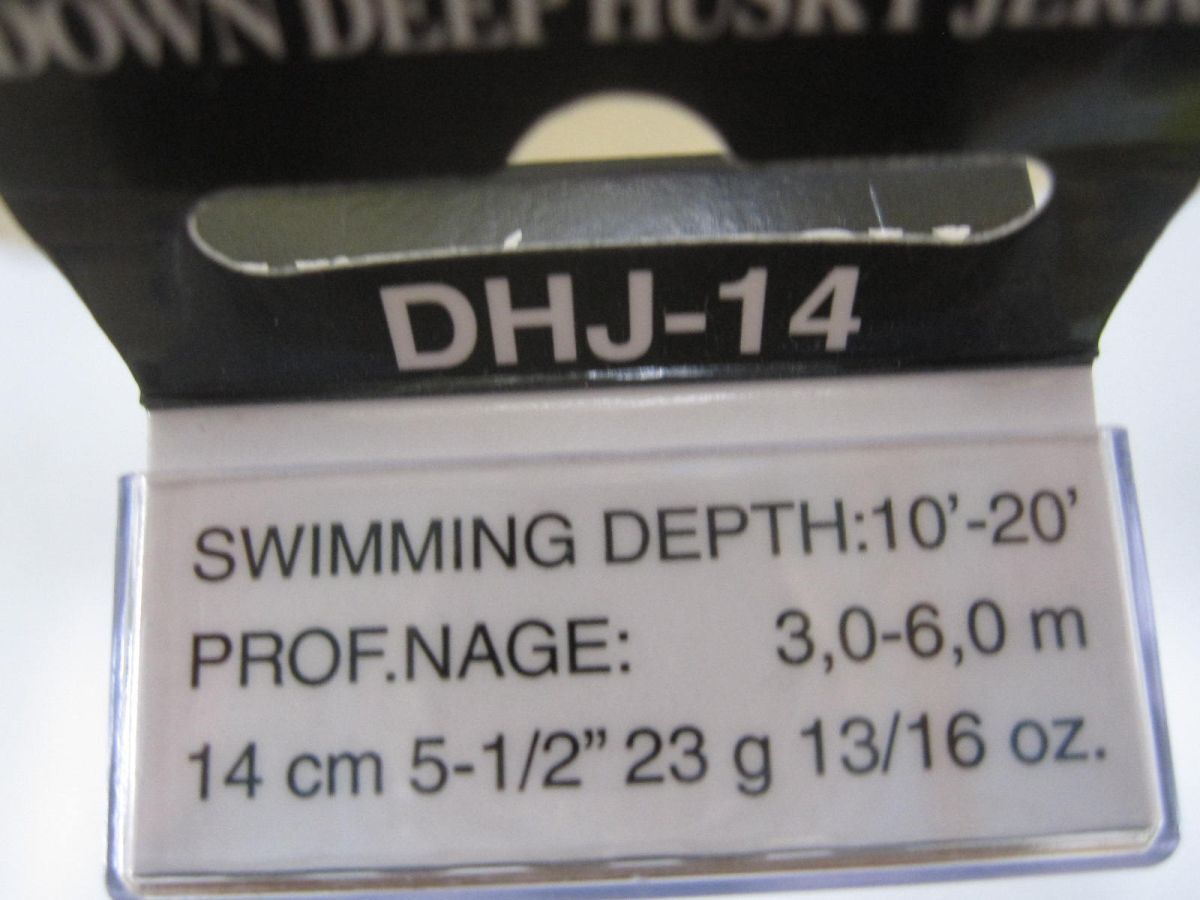 DOWN DEEP HUSKY JERK
DHJ-14
SWIMMING DEPTH:10’-20’
PROF.NAGE: 3,0-6,0 m
14 cm 5-1/2” 23 g 13/16 oz.